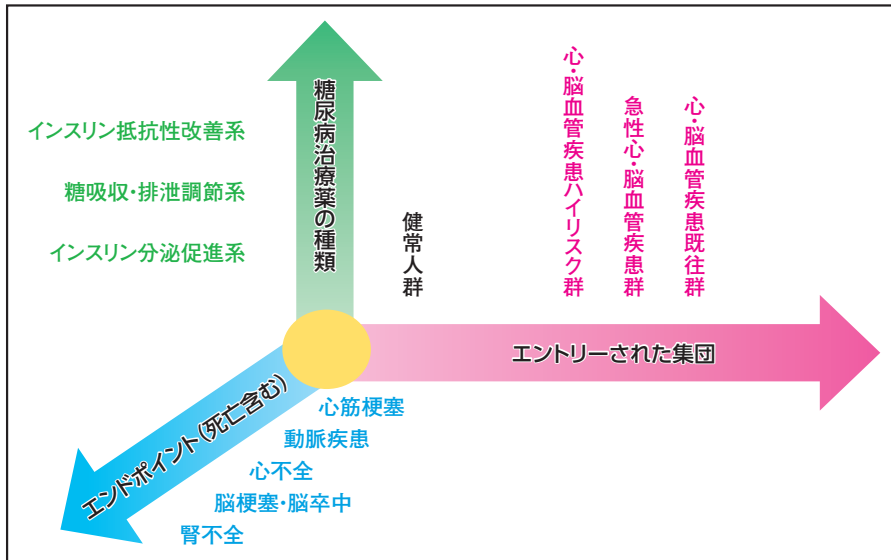 糖尿病治療薬の種類
インスリン抵抗性改善系
糖吸収・排泄調節系
インスリン分泌促進系
健常人群
心・脳血管疾患ハイリスク群
急性心・脳血管疾患群
心・脳血管疾患既往群
エントリーされた集団
エンドポイント(死亡含む)
心筋梗塞
動脈疾患
心不全
脳梗塞・脳卒中
腎不全